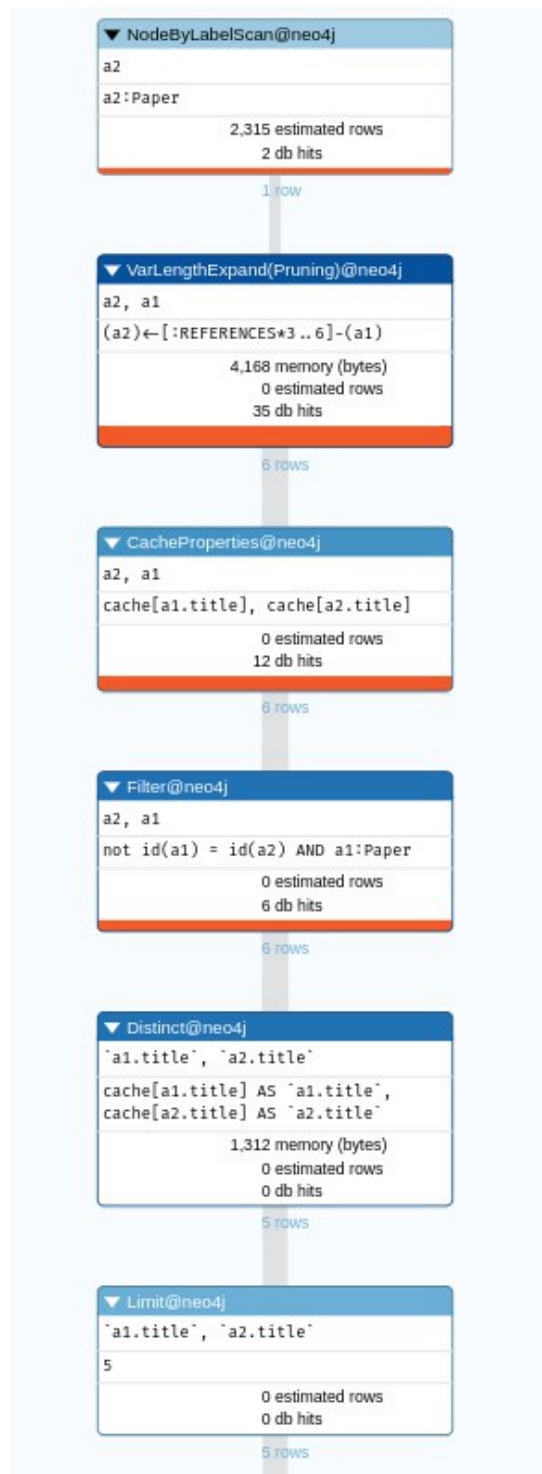 NodeByLabelScan@neo4j
a2
a2:Paper
2,315 estimated rows
2 db hits
1 row
VarLengthExpand(Pruning)@neo4j
a2, a1
(a2)←[:REFERENCES*3..6]-(a1)
4,168 memory (bytes)
0 estimated rows
35 db hits
6 rows
CacheProperties@neo4j
a2, a1
cache[a1.title], cache[a2.title]
0 estimated rows
12 db hits
6 rows
Filter@neo4j
a2, a1
not id(a1) = id(a2) AND a1:Paper
0 estimated rows
6 db hits
6 rows
Distinct@neo4j
`a1.title`, `a2.title`
cache[a1.title] AS `a1.title`,
cache[a2.title] AS `a2.title`
1,312 memory (bytes)
0 estimated rows
0 db hits
5 rows
Limit@neo4j
`a1.title`, `a2.title`
5
0 estimated rows
0 db hits
5 rows